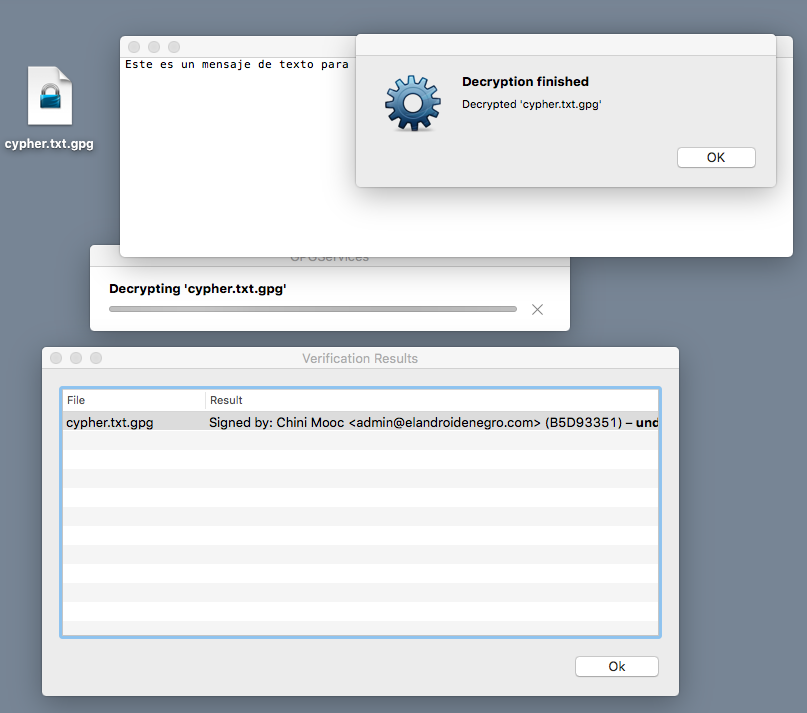 cypher.txt.gpg
Este es un mensaje de texto para
Decryption finished
Decrypted 'cypher.txt.gpg'
OK
GPGServices
Decrypting 'cypher.txt.gpg'
Verification Results
File Result
cypher.txt.gpg Signed by: Chini Mooc <admin@elandroidenegro.com> (B5D93351) – und
Ok